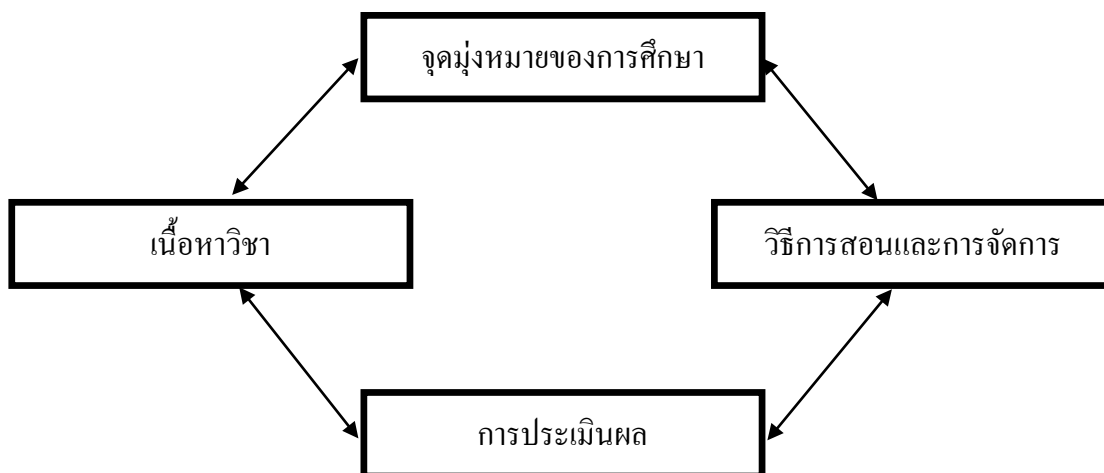 จุดมุ่งหมายของการศึกษา
เนื้อหาวิชา
วิธีการสอนและการจัดการ
การประเมินผล